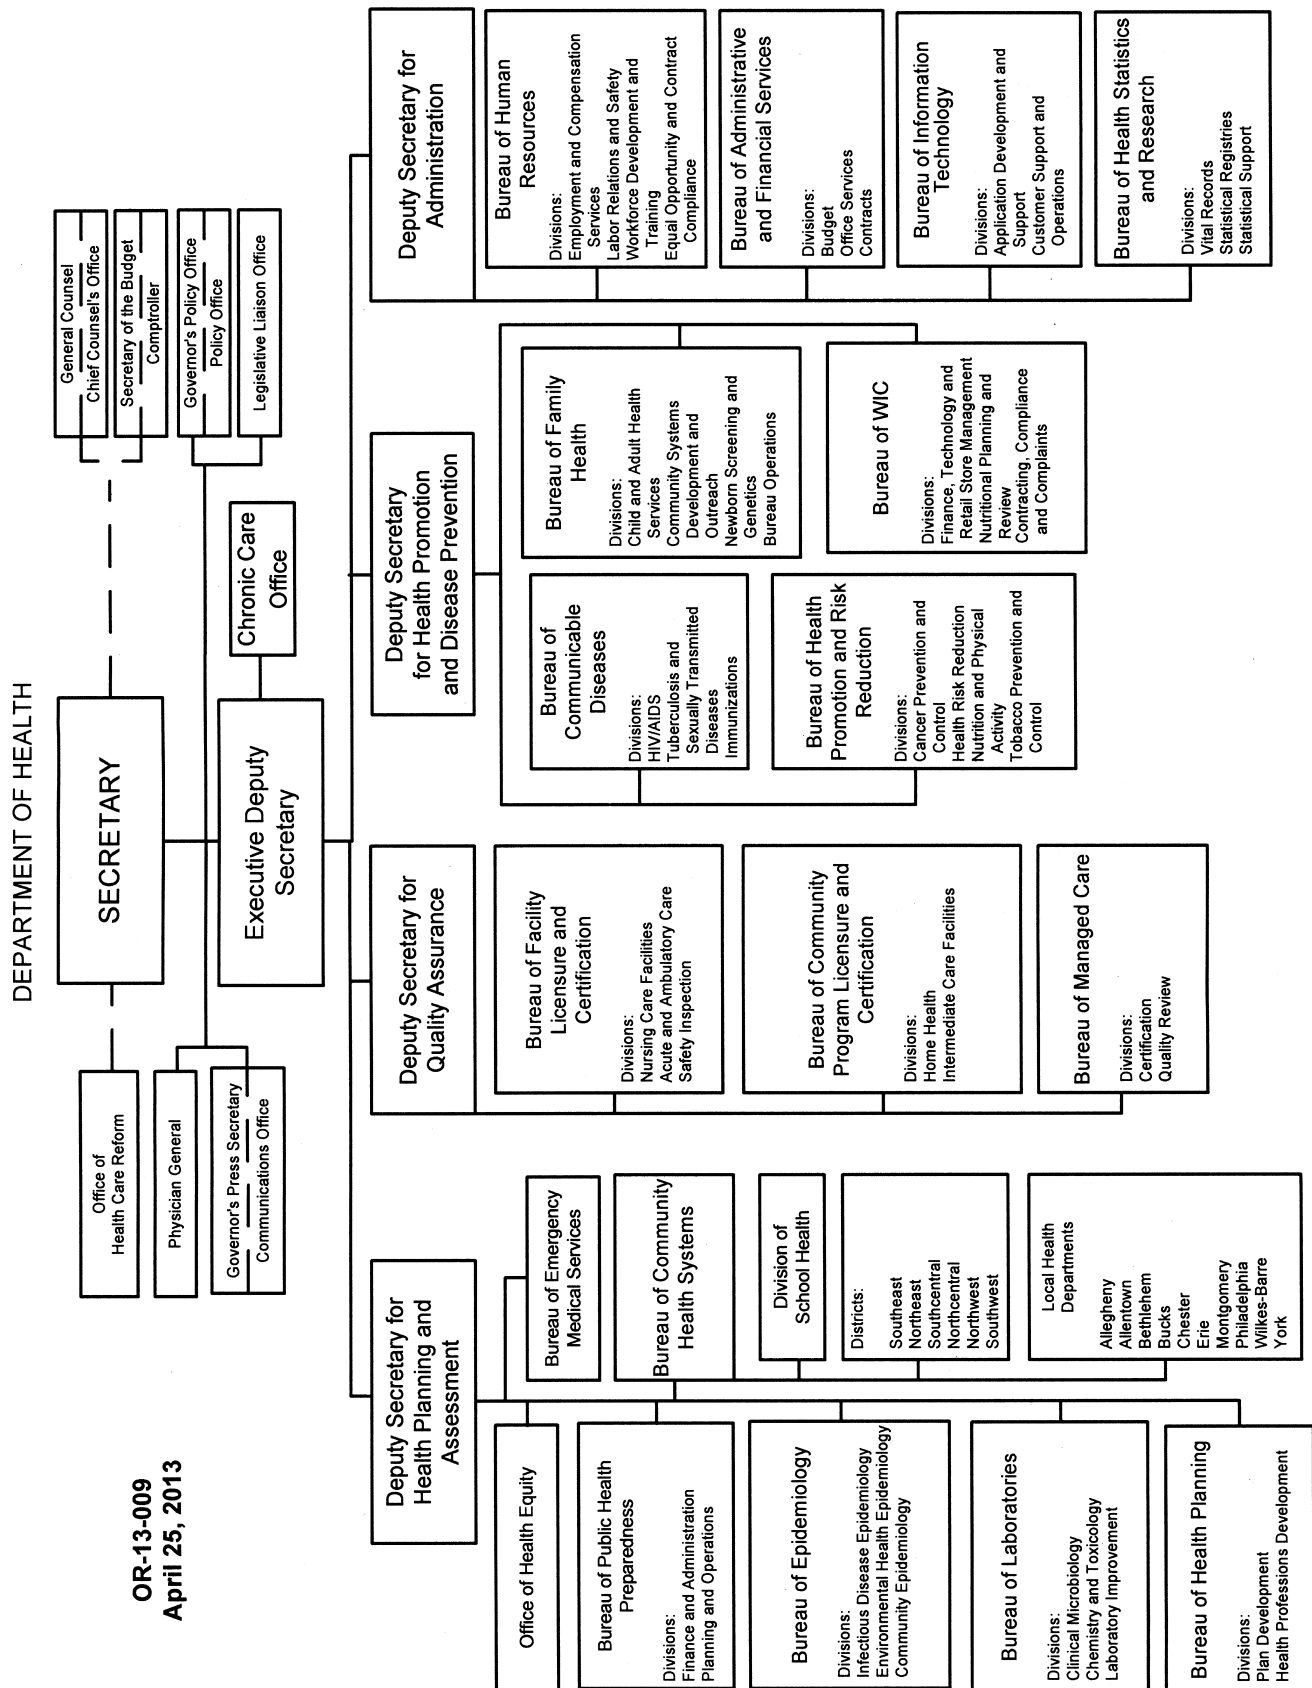 DEPARTMENT OF HEALTH
OR-13-009
April 25, 2013
SECRETARY
Office of
Health Care Reform
Physician General
Governor's Press Secretary
Communications Office
General Counsel
Chief Counsel's Office
Secretary of the Budget
Comptroller
Governor's Policy Office
Policy Office
Legislative Liaison Office
Executive Deputy
Secretary
Chronic Care
Office
Deputy Secretary for
Health Planning and
Assessment
Office of Health Equity
Bureau of Public Health
Preparedness
Divisions:
Finance and Administration
Planning and Operations
Bureau of Epidemiology
Divisions:
Infectious Disease Epidemiology
Environmental Health Epidemiology
Community Epidemiology
Bureau of Laboratories
Divisions:
Clinical Microbiology
Chemistry and Toxicology
Laboratory Improvement
Bureau of Health Planning
Divisions:
Plan Development
Health Professions Development
Bureau of Emergency
Medical Services
Bureau of Community
Health Systems
Division of
School Health
Districts:
Southeast
Northeast
Southcentral
Northcentral
Northwest
Southwest
Local Health
Departments
Allegheny
Allentown
Bethlehem
Bucks
Chester
Erie
Montgomery
Philadelphia
Wilkes-Barre
York
Deputy Secretary for
Quality Assurance
Bureau of Facility
Licensure and
Certification
Divisions:
Nursing Care Facilities
Acute and Ambulatory Care
Safety Inspection
Bureau of Community
Program Licensure and
Certification
Divisions:
Home Health
Intermediate Care Facilities
Bureau of Managed Care
Divisions:
Certification
Quality Review
Deputy Secretary
for Health Promotion
and Disease Prevention
Bureau of
Communicable
Diseases
Divisions:
HIV/AIDS
Tuberculosis and
Sexually Transmitted
Diseases
Immunizations
Bureau of Health
Promotion and Risk
Reduction
Divisions:
Cancer Prevention and
Control
Health Risk Reduction
Nutrition and Physical
Activity
Tobacco Prevention and
Control
Bureau of Family
Health
Divisions:
Child and Adult Health
Services
Community Systems
Development and
Outreach
Newborn Screening and
Genetics
Bureau Operations
Bureau of WIC
Divisions:
Finance, Technology and
Retail Store Management
Nutritional Planning and
Review
Contracting, Compliance
and Complaints
Deputy Secretary for
Administration
Bureau of Human
Resources
Divisions:
Employment and Compensation
Services
Labor Relations and Safety
Workforce Development and
Training
Equal Opportunity and Contract
Compliance
Bureau of Administrative
and Financial Services
Divisions:
Budget
Office Services
Contracts
Bureau of Information
Technology
Divisions:
Application Development and
Support
Customer Support and
Operations
Bureau of Health Statistics
and Research
Divisions:
Vital Records
Statistical Registries
Statistical Support